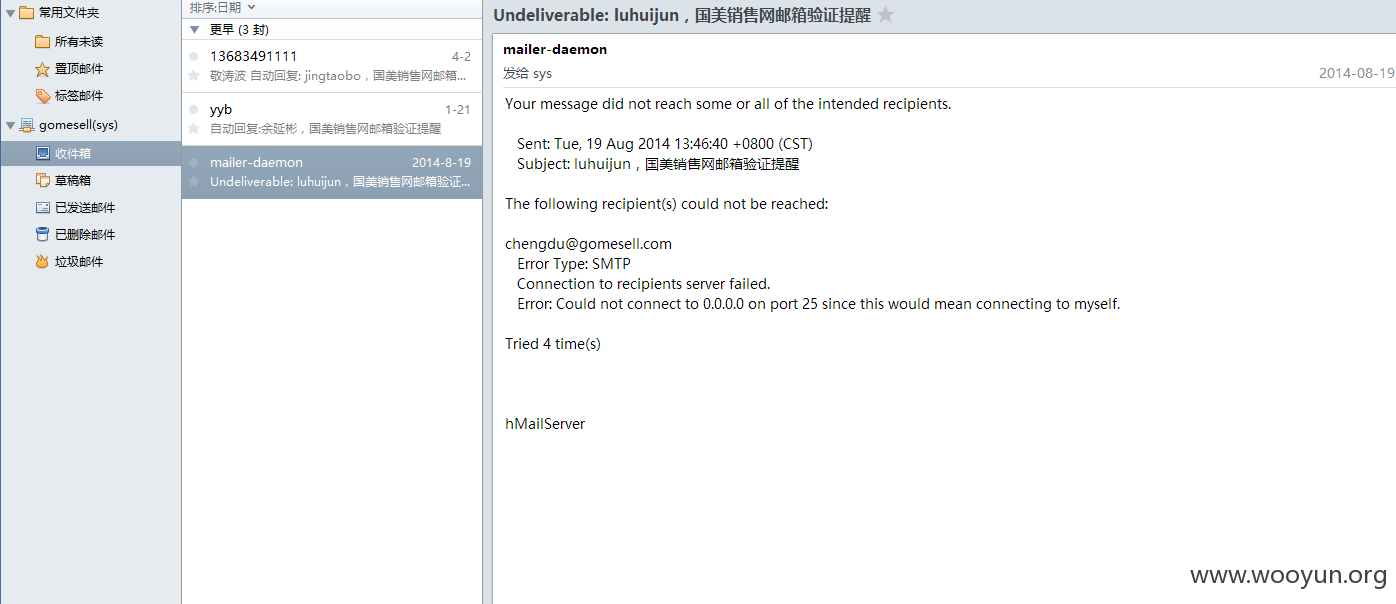 常用文件夹
所有未读
置顶邮件
标签邮件
gomesell(sys)
收件箱
草稿箱
已发送邮件
已删除邮件
垃圾邮件
排序:日期
更早 (3 封)
13683491111 4-2
敬涛波 自动回复: jingtaobo，国美销售网邮箱...
yyb 1-21
自动回复:余延彬，国美销售网邮箱验证提醒
mailer-daemon 2014-8-19
Undeliverable: luhuijun，国美销售网邮箱验证...
Undeliverable: luhuijun，国美销售网邮箱验证提醒
mailer-daemon
发给 sys 2014-08-19
Your message did not reach some or all of the intended recipients.
Sent: Tue, 19 Aug 2014 13:46:40 +0800 (CST)
Subject: luhuijun，国美销售网邮箱验证提醒
The following recipient(s) could not be reached:
chengdu@gomesell.com
Error Type: SMTP
Connection to recipients server failed.
Error: Could not connect to 0.0.0.0 on port 25 since this would mean connecting to myself.
Tried 4 time(s)
hMailServer
www.wooyun.org